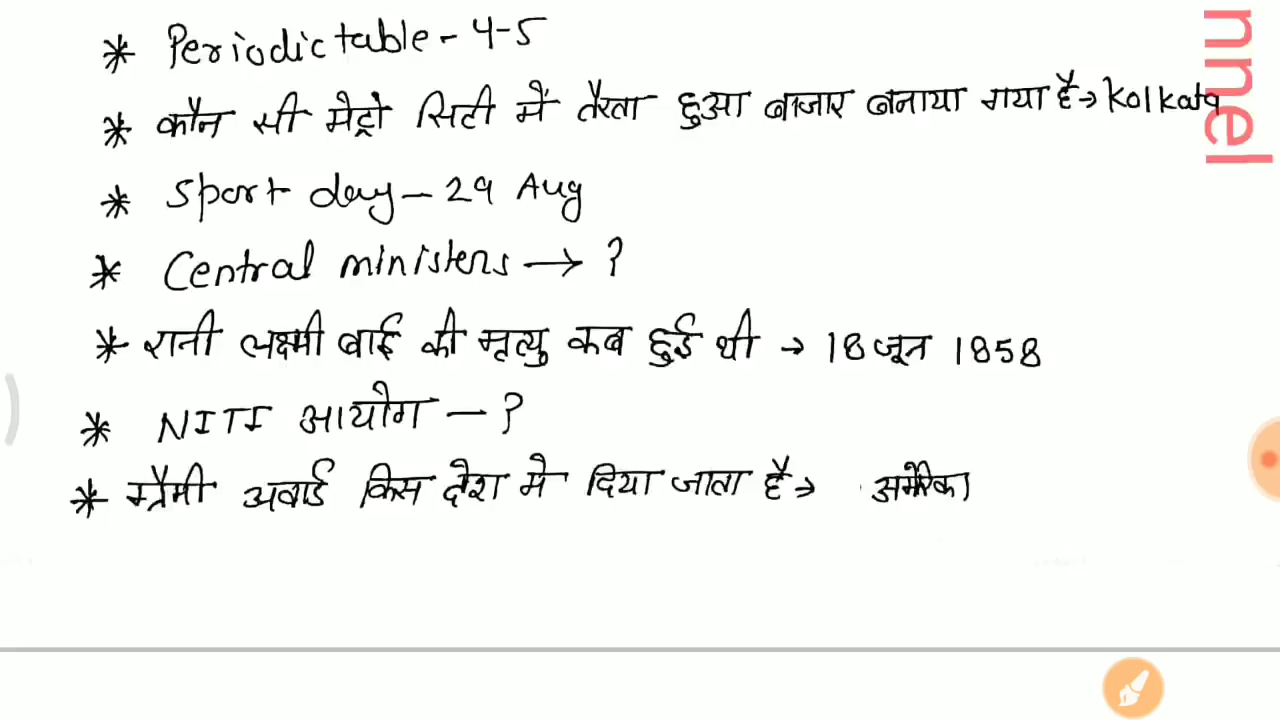 * Periodic table - 4-5
* कौन सी मेट्रो सिटी में तैरता हुआ बाजार बनाया गया है → Kolkata
* Sport day - 29 Aug
* Central ministers → ?
* रानी लक्ष्मी बाई की मृत्यु कब हुई थी → 18 जून 1858
* NITI आयोग - ?
* ग्रैमी अवार्ड किस देश मे दिया जाता है → अमेरिका
nnel